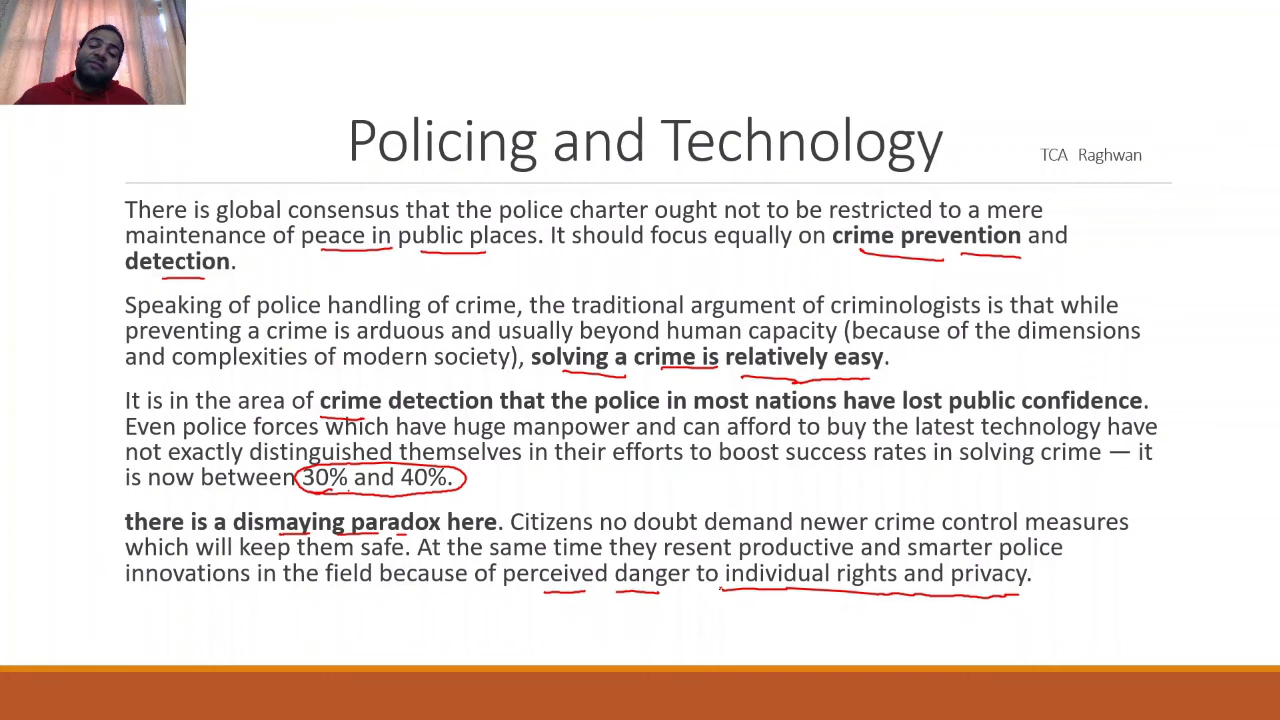 Policing and Technology
TCA Raghwan
There is global consensus that the police charter ought not to be restricted to a mere
maintenance of peace in public places. It should focus equally on crime prevention and
detection.
Speaking of police handling of crime, the traditional argument of criminologists is that while
preventing a crime is arduous and usually beyond human capacity (because of the dimensions
and complexities of modern society), solving a crime is relatively easy.
It is in the area of crime detection that the police in most nations have lost public confidence.
Even police forces which have huge manpower and can afford to buy the latest technology have
not exactly distinguished themselves in their efforts to boost success rates in solving crime — it
is now between 30% and 40%.
there is a dismaying paradox here. Citizens no doubt demand newer crime control measures
which will keep them safe. At the same time they resent productive and smarter police
innovations in the field because of perceived danger to individual rights and privacy.